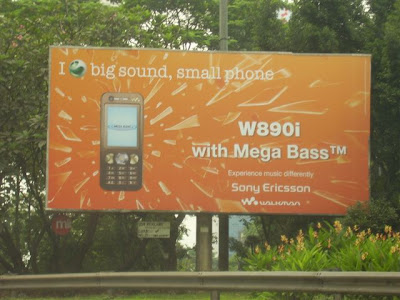 I big sound, small phone
W890i
with Mega Bass™
Experience music differently
Sony Ericsson
WALKMAN